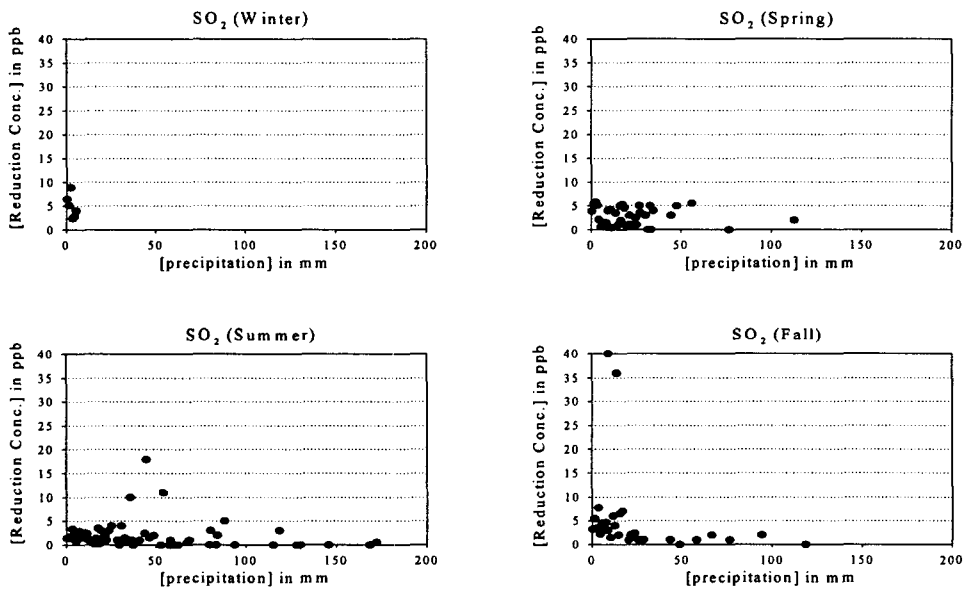 SO2 (Winter)
[Reduction Conc.] in ppb
40
35
30
25
20
15
10
5
0
0 50 100 150 200
[precipitation] in mm
SO2 (Spring)
[Reduction Conc.] in ppb
40
35
30
25
20
15
10
5
0
0 50 100 150 200
[precipitation] in mm
SO2 (Summer)
[Reduction Conc.] in ppb
40
35
30
25
20
15
10
5
0
0 50 100 150 200
[precipitation] in mm
SO2 (Fall)
[Reduction Conc.] in ppb
40
35
30
25
20
15
10
5
0
0 50 100 150 200
[precipitation] in mm